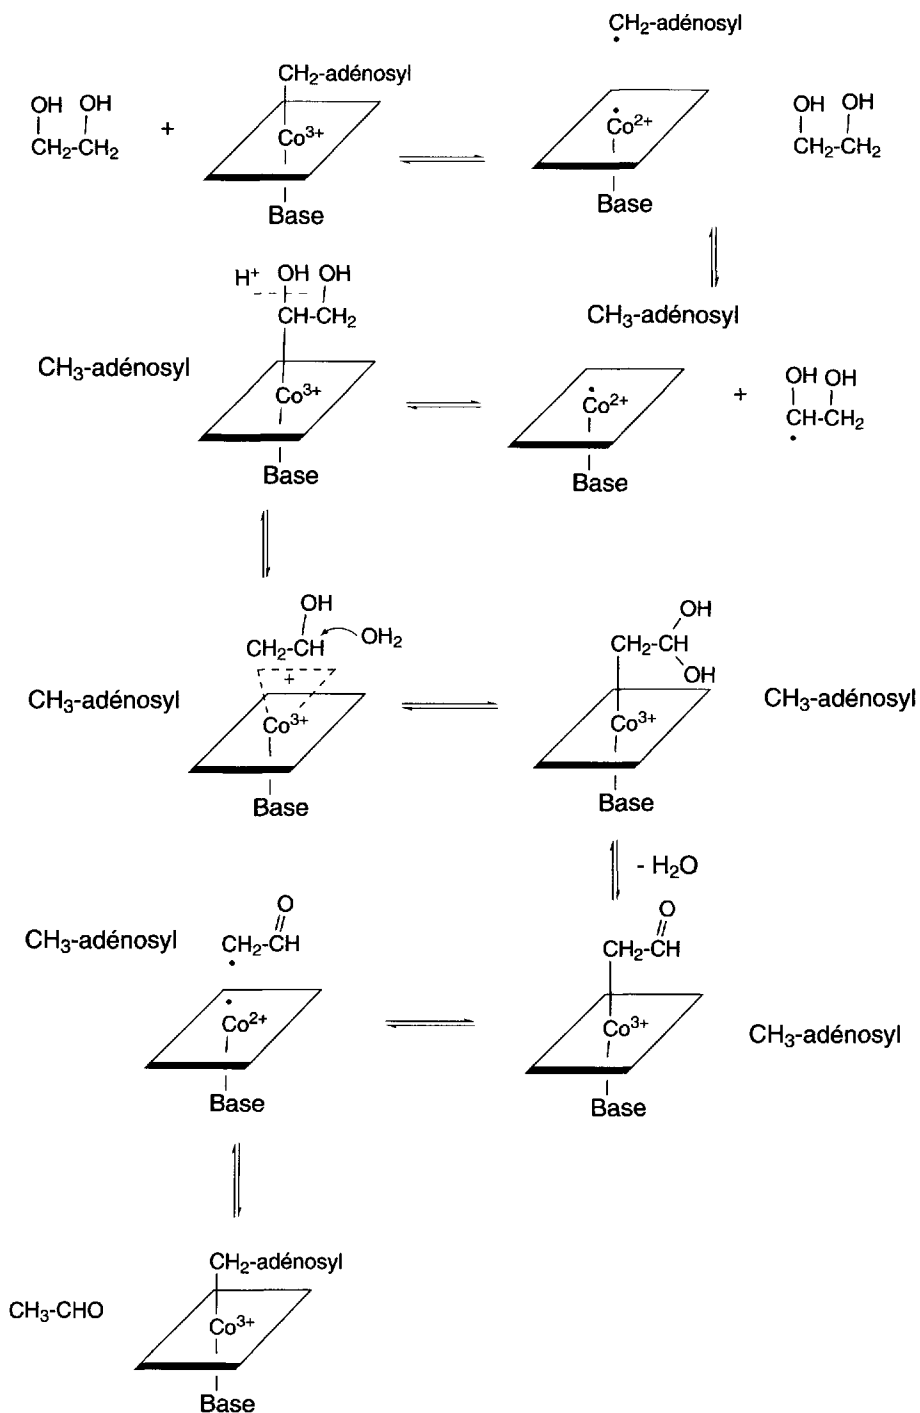 ĊH₂-adénosyl
OH OH
CH₂-CH₂
+
CH₂-adénosyl
Co³⁺
Base
Co²⁺
Base
OH OH
CH₂-CH₂
H⁺ OH OH
CH-CH₂
CH₃-adénosyl
Co³⁺
Base
CH₃-adénosyl
Co²⁺
Base
+
OH OH
CH-CH₂
OH
CH₂-CH OH₂
+
CH₃-adénosyl
Co³⁺
Base
OH
CH₂-CH
OH
Co³⁺
Base
CH₃-adénosyl
- H₂O
O
CH₃-adénosyl CH₂-CH
Co²⁺
Base
O
CH₂-CH
Co³⁺
Base
CH₃-adénosyl
CH₂-adénosyl
CH₃-CHO
Co³⁺
Base